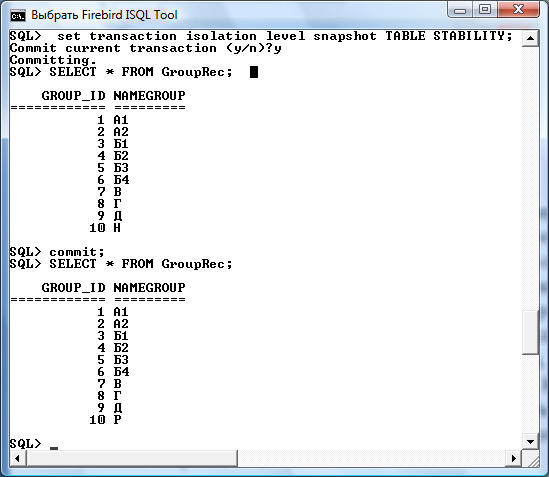 Выбрать Firebird ISQL Tool
SQL>  set transaction isolation level snapshot TABLE STABILITY;
Commit current transaction (y/n)?y
Committing.
SQL> SELECT * FROM GroupRec;
GROUP_ID NAMEGROUP
============ =========
1 А1
2 А2
3 Б1
4 Б2
5 Б3
6 Б4
7 В
8 Г
9 Д
10 Н
SQL> commit;
SQL> SELECT * FROM GroupRec;
GROUP_ID NAMEGROUP
============ =========
1 А1
2 А2
3 Б1
4 Б2
5 Б3
6 Б4
7 В
8 Г
9 Д
10 Р
SQL> _